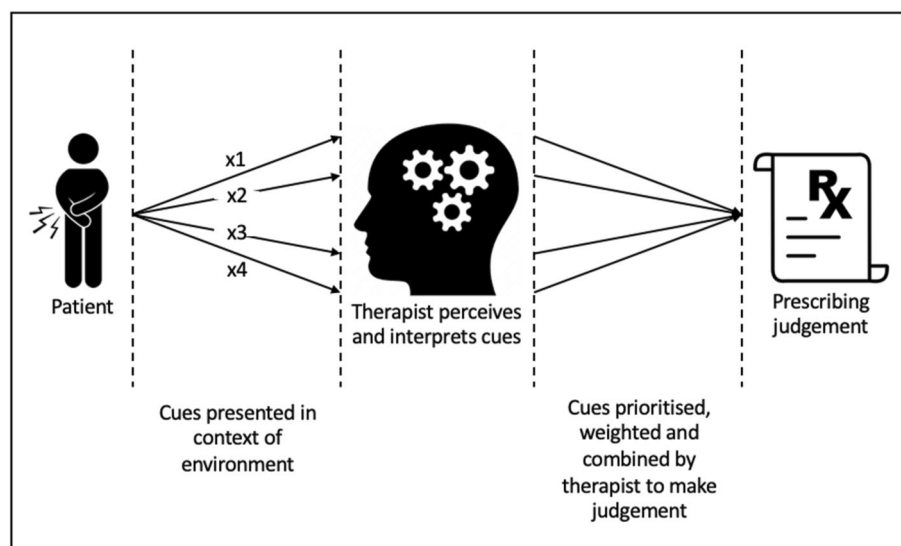 x1
x2
x3
x4
Patient
Therapist perceives
and interprets cues
Rx
Prescribing
judgement
Cues presented in
context of
environment
Cues prioritised,
weighted and
combined by
therapist to make
judgement